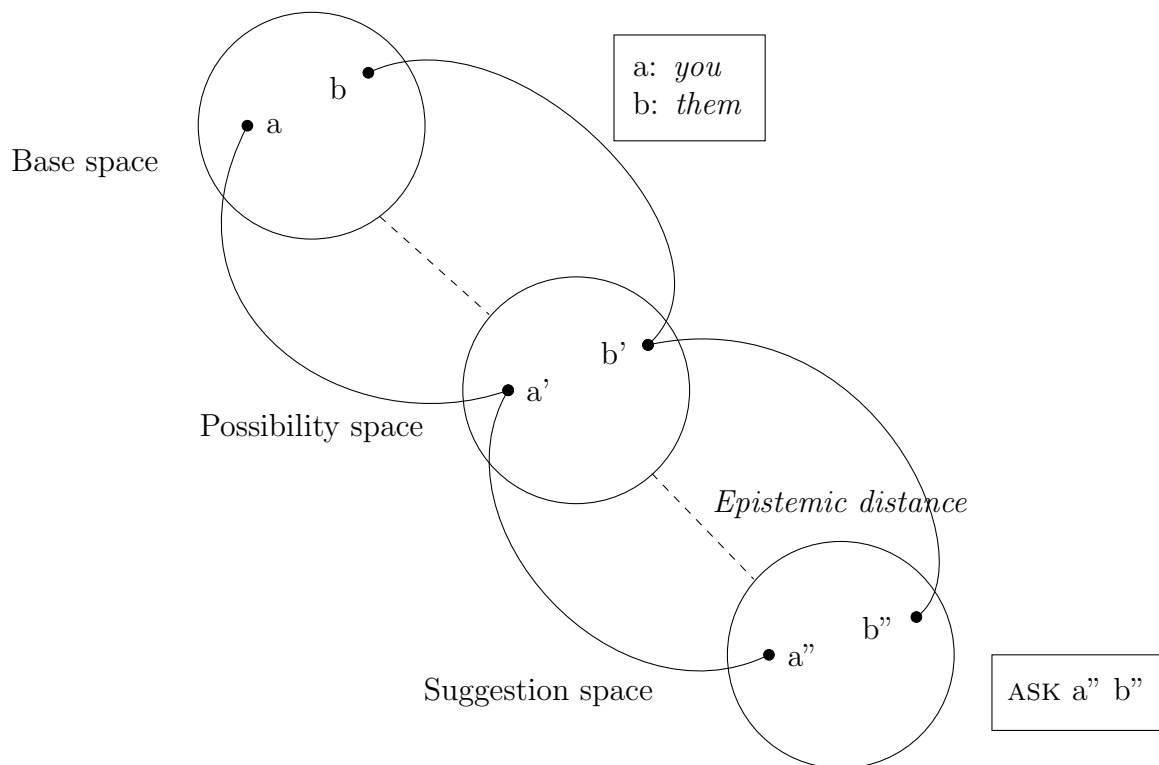 a: you
b: them
b
a
Base space
b'
a'
Possibility space
Epistemic distance
b"
a"
Suggestion space
ASK a" b"